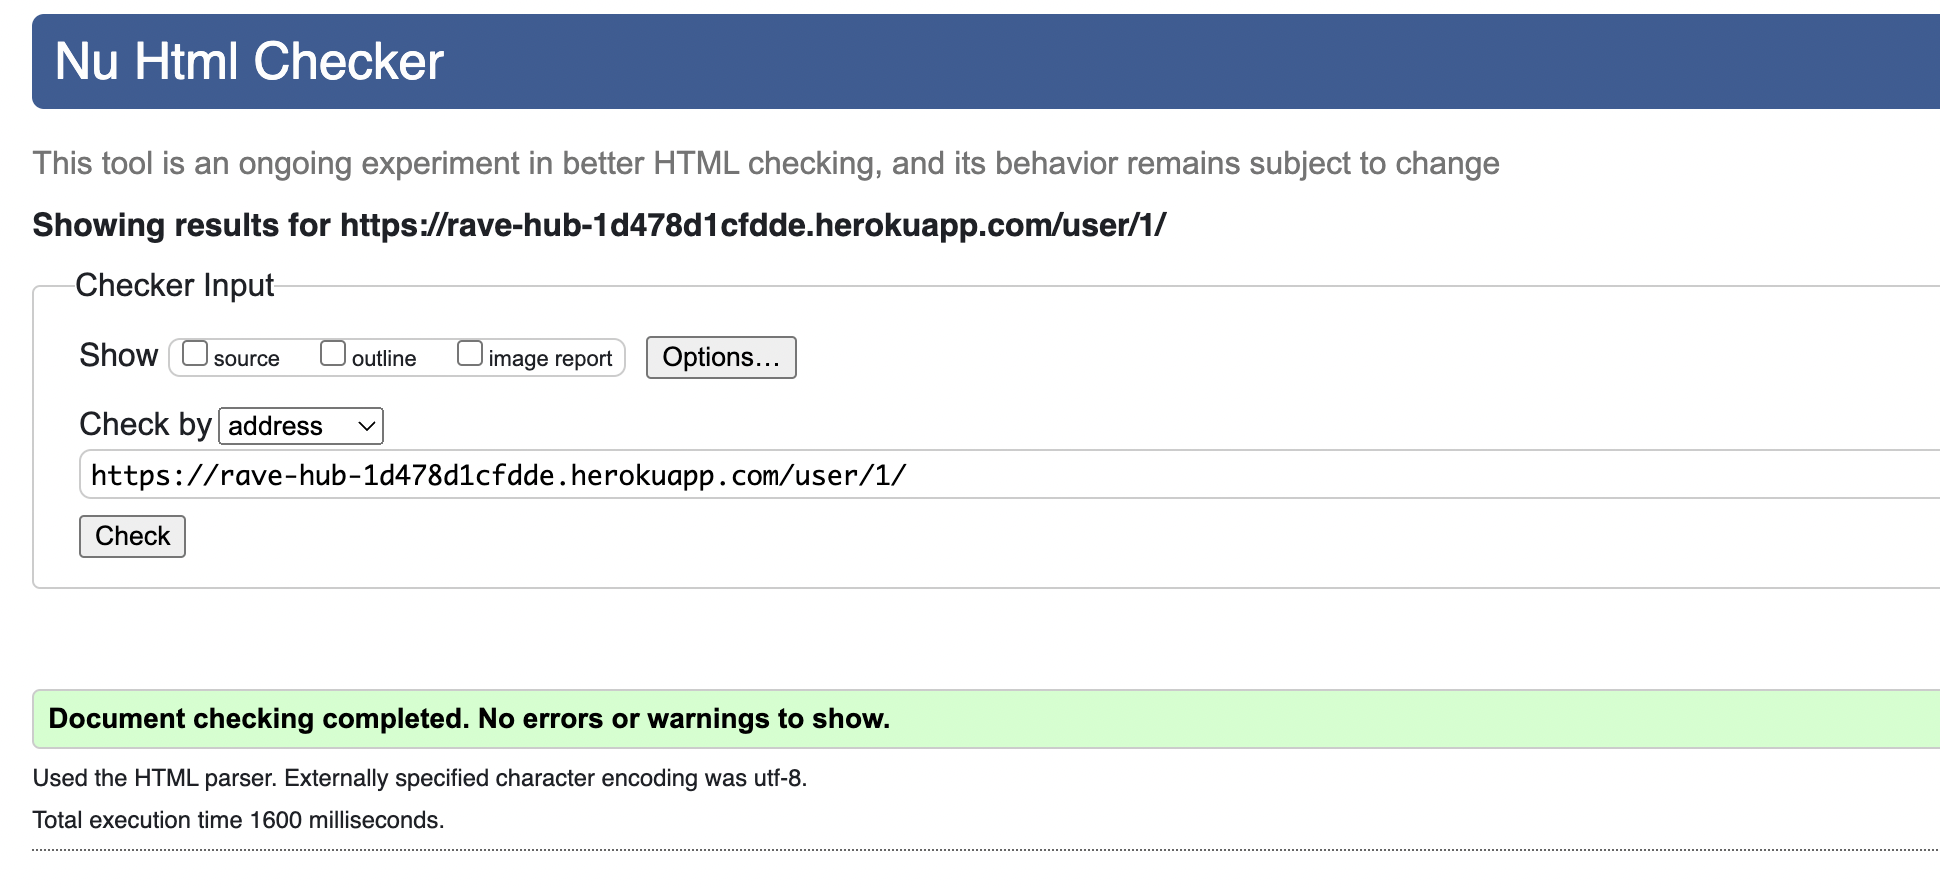 Nu Html Checker
This tool is an ongoing experiment in better HTML checking, and its behavior remains subject to change
Showing results for https://rave-hub-1d478d1cfdde.herokuapp.com/user/1/
Checker Input
Show source outline image report Options…
Check by address
https://rave-hub-1d478d1cfdde.herokuapp.com/user/1/
Check
Document checking completed. No errors or warnings to show.
Used the HTML parser. Externally specified character encoding was utf-8.
Total execution time 1600 milliseconds.